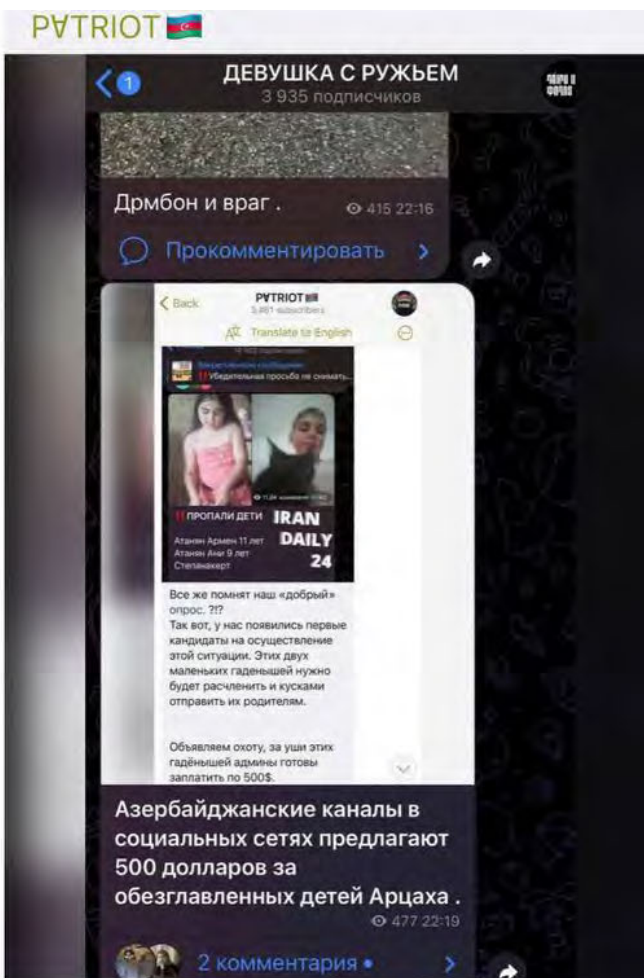 PⱯTRIOT
1
ДЕВУШКА С РУЖЬЕМ
3 935 подписчиков
Дрмбон и враг .
415 22:16
Прокомментировать
Back
PⱯTRIOT
subscribers
Translate to English
Убедительная просьба не снимать...
ПРОПАЛИ ДЕТИ
Атанян Армен 11 лет
Атанян Ани 9 лет
Степанакерт
IRAN
DAILY
24
Все же помнят наш «добрый»
опрос. ?!?
Так вот, у нас появились первые
кандидаты на осуществление
этой ситуации. Этих двух
маленьких гаденышей нужно
будет расчленить и кусками
отправить их родителям.
Объявляем охоту, за уши этих
гадёнышей админы готовы
заплатить по 500$.
Азербайджанские каналы в
социальных сетях предлагают
500 долларов за
обезглавленных детей Арцаха .
477 22:19
2 комментария